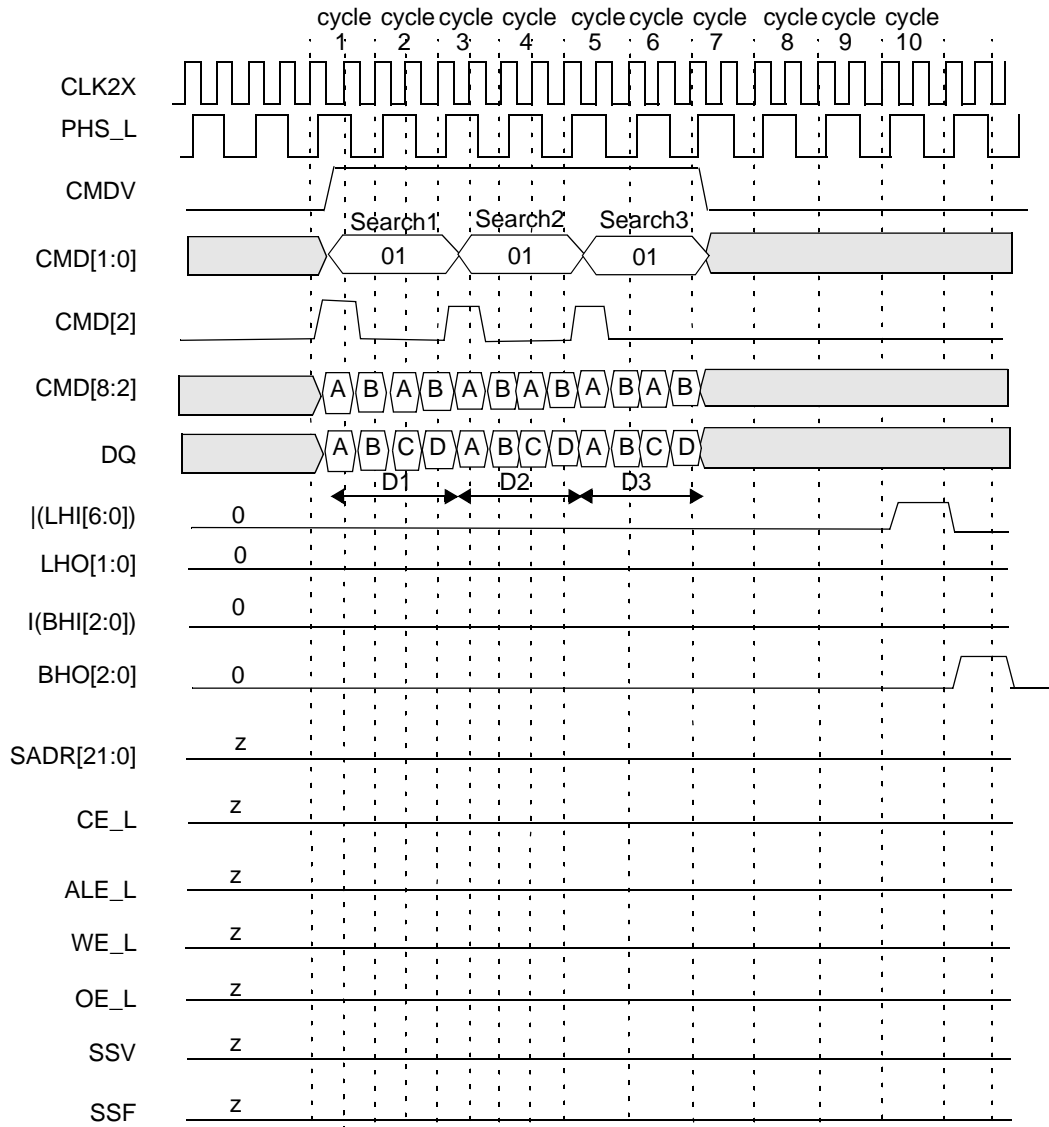 cycle cycle cycle cycle cycle cycle cycle cycle cycle cycle
1 2 3 4 5 6 7 8 9 10
CLK2X
PHS_L
CMDV
Search1 Search2 Search3
CMD[1:0] 01 01 01
CMD[2]
CMD[8:2] A B A B A B A B A B A B
DQ A B C D A B C D A B C D
D1 D2 D3
|(LHI[6:0]) 0
LHO[1:0] 0
I(BHI[2:0]) 0
BHO[2:0] 0
SADR[21:0] z
CE_L z
ALE_L z
WE_L z
OE_L z
SSV z
SSF z